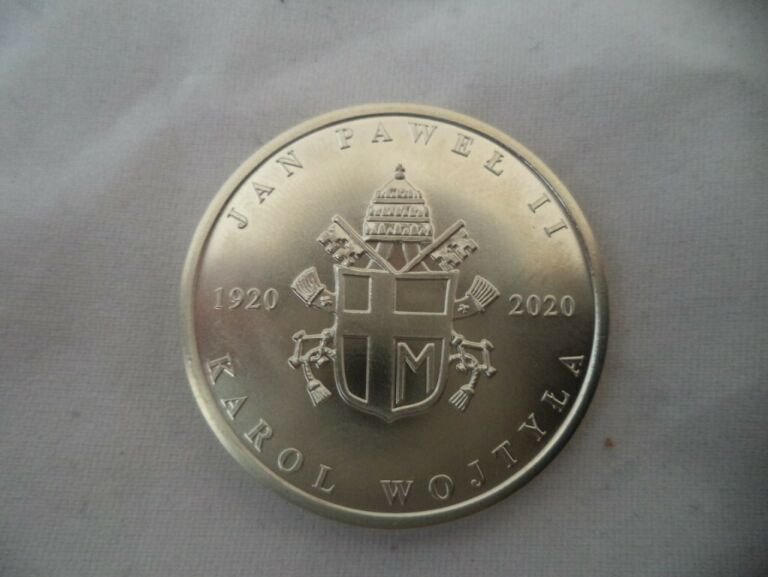 JAN PAWEŁ II
1920 2020
M
KAROL WOJTYŁA